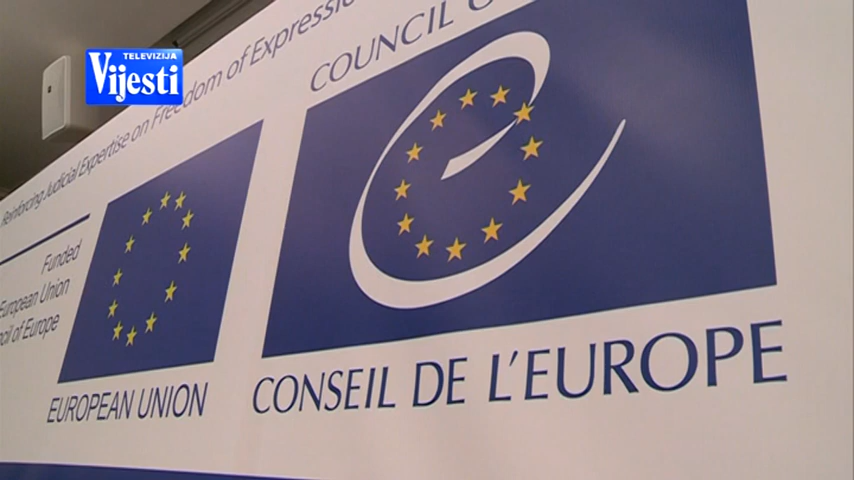 TELEVIZIJA
Vijesti
Reinforcing Judicial Expertise on Freedom of Expression
COUNCIL
Funded
European Union
of Europe
EUROPEAN UNION
CONSEIL DE L'EUROPE